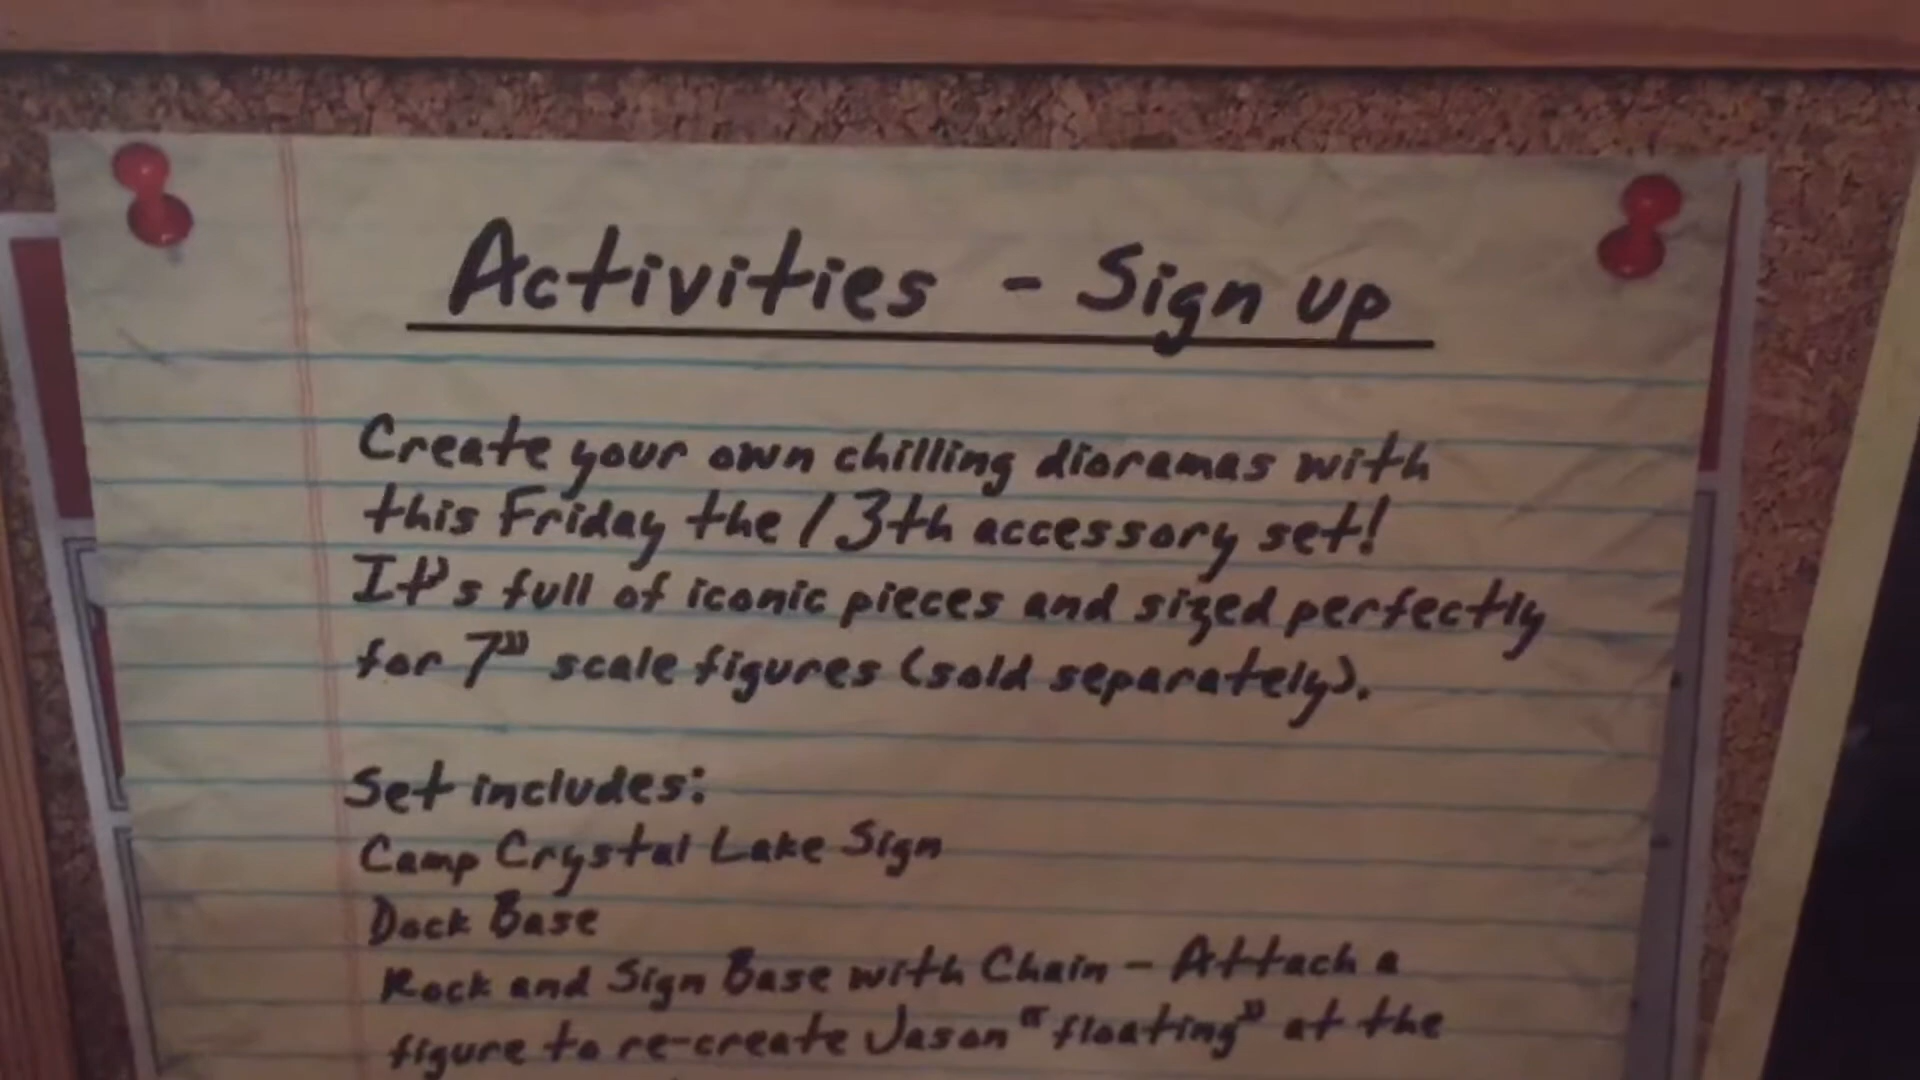 Activities - Sign up
Create your own chilling dioramas with
this Friday the 13th accessory set!
It's full of iconic pieces and sized perfectly
for 7" scale figures (sold separately).
Set includes:
Camp Crystal Lake Sign
Dock Base
Rock and Sign Base with Chain - Attach a
figure to re-create Jason "floating" at the